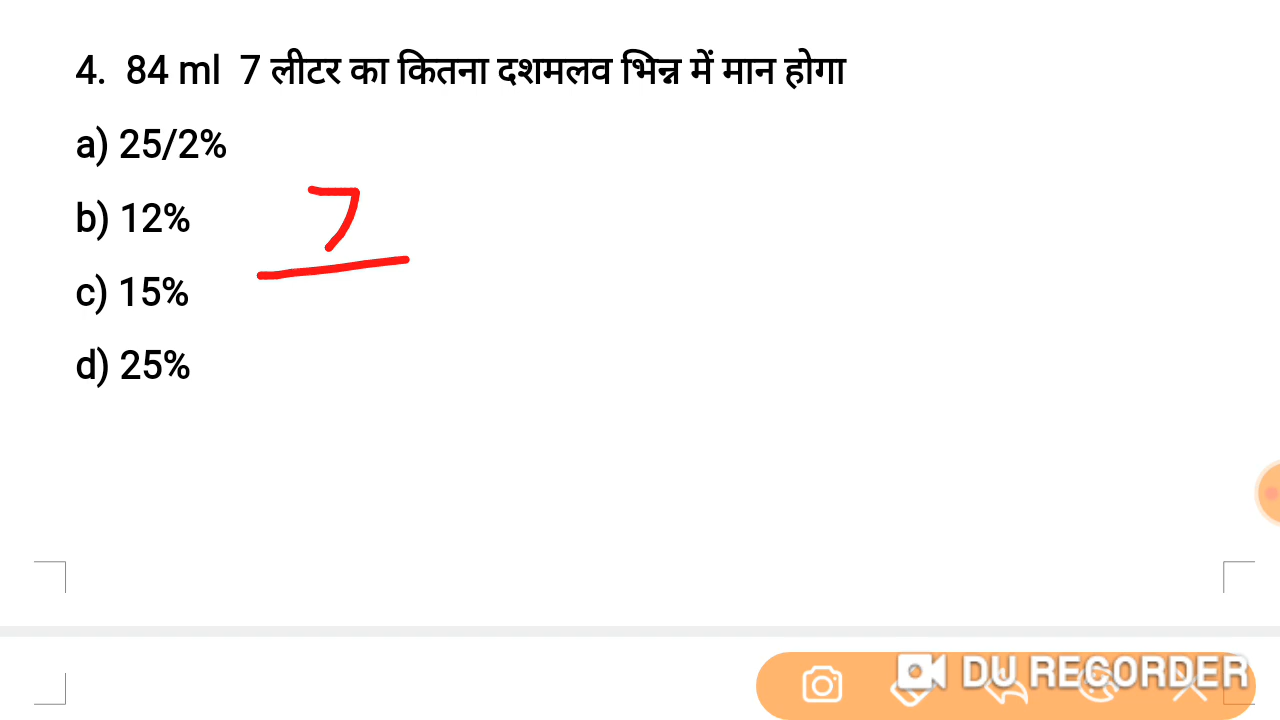 4. 84 ml 7 लीटर का कितना दशमलव भिन्न में मान होगा
a) 25/2%
b) 12%
7
c) 15%
d) 25%
DU RECORDER